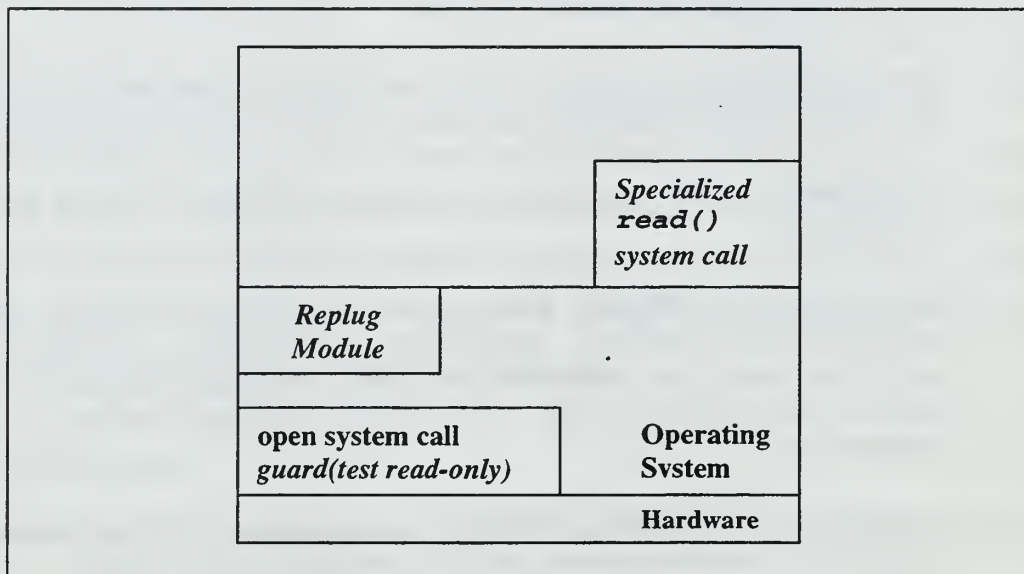 Specialized
read()
system call
Replug
Module
open system call
guard(test read-only)
Operating
Svstem
Hardware